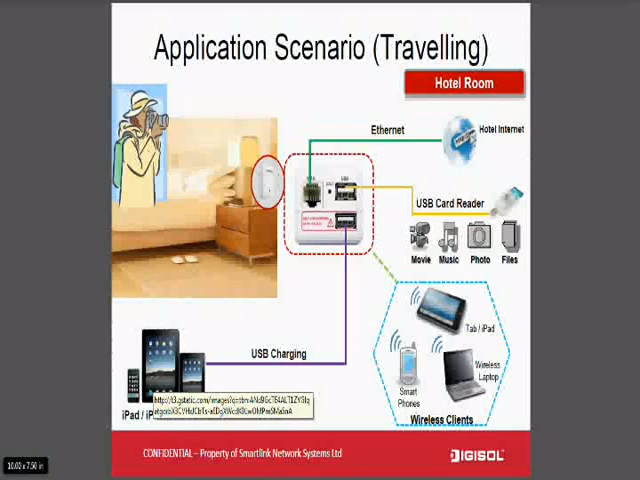 Application Scenario (Travelling)
Hotel Room
Ethernet
Hotel Internet
USB Card Reader
Movie Music Photo Files
Tab / iPad
USB Charging
Wireless
Laptop
Smart
Phones
Wireless Clients
iPad / iP
CONFIDENTIAL – Property of Smartlink Network Systems Ltd
DIGISOL
10.00 x 7.50 in